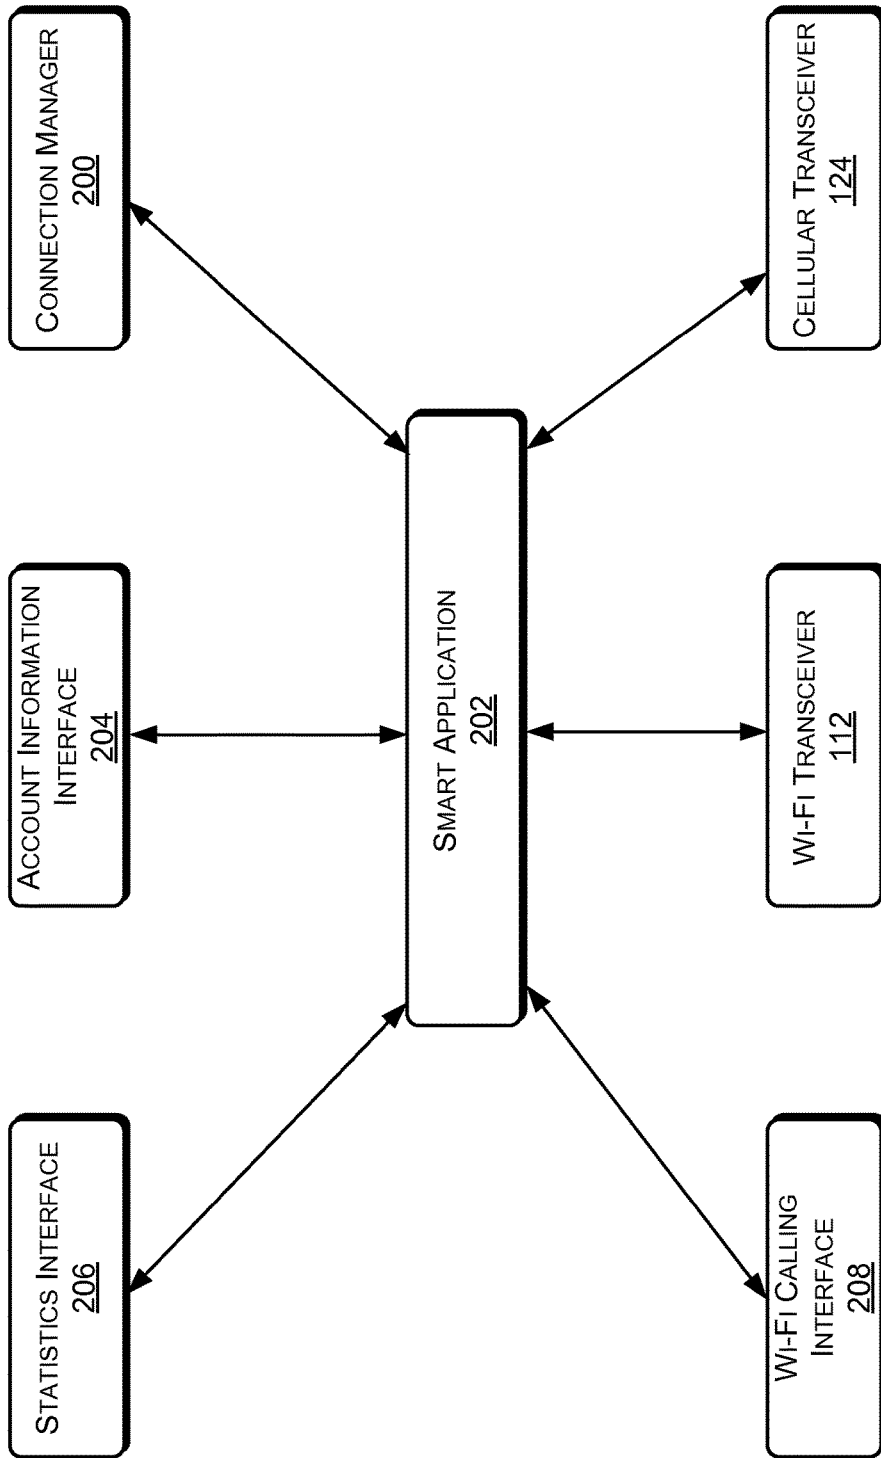 STATISTICS INTERFACE
206
ACCOUNT INFORMATION
INTERFACE
204
CONNECTION MANAGER
200
SMART APPLICATION
202
WI-FI CALLING
INTERFACE
208
WI-FI TRANSCEIVER
112
CELLULAR TRANSCEIVER
124